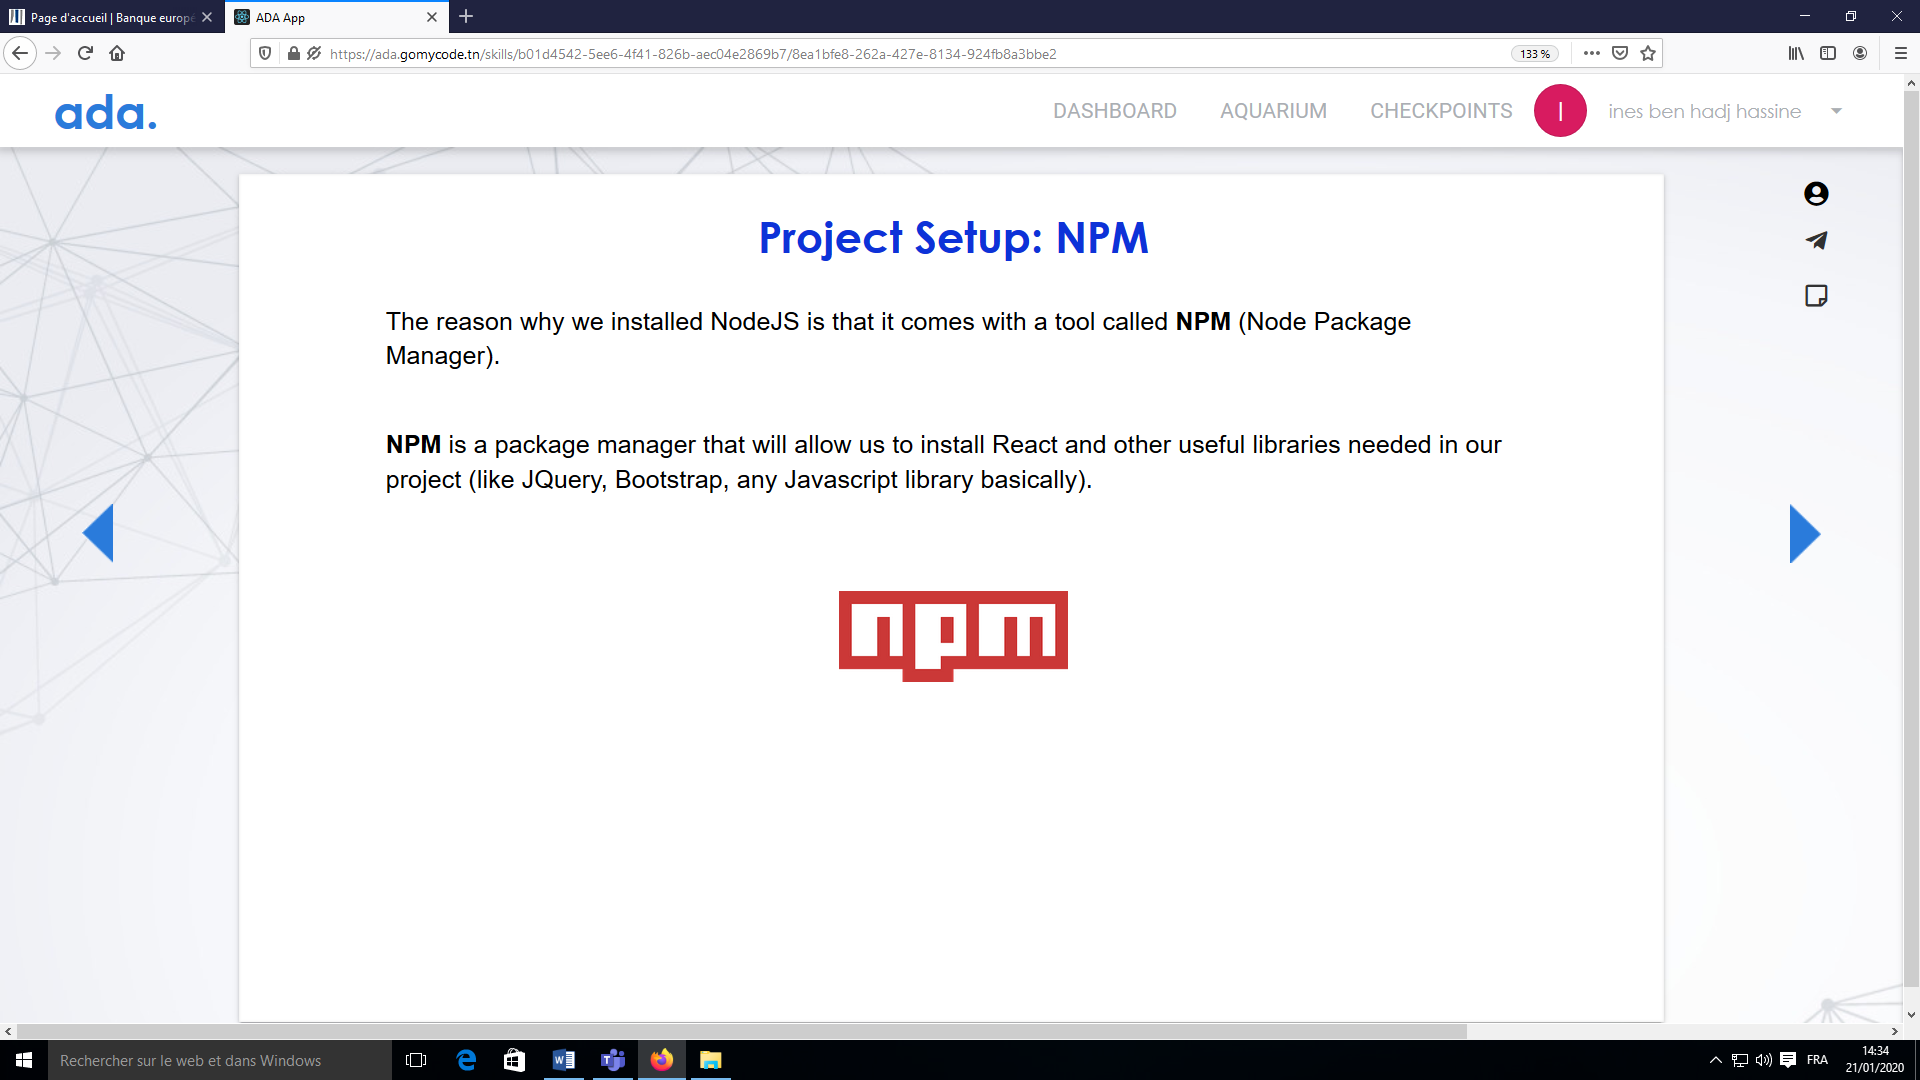 Page d'accueil | Banque europé
ADA App
https://ada.gomycode.tn/skills/b01d4542-5ee6-4f41-826b-aec04e2869b7/8ea1bfe8-262a-427e-8134-924fb8a3bbe2
133 %
ada.
DASHBOARD
AQUARIUM
CHECKPOINTS
I
ines ben hadj hassine
Project Setup: NPM
The reason why we installed NodeJS is that it comes with a tool called NPM (Node Package
Manager).
NPM is a package manager that will allow us to install React and other useful libraries needed in our
project (like JQuery, Bootstrap, any Javascript library basically).
npm
Rechercher sur le web et dans Windows
FRA
14:34
21/01/2020